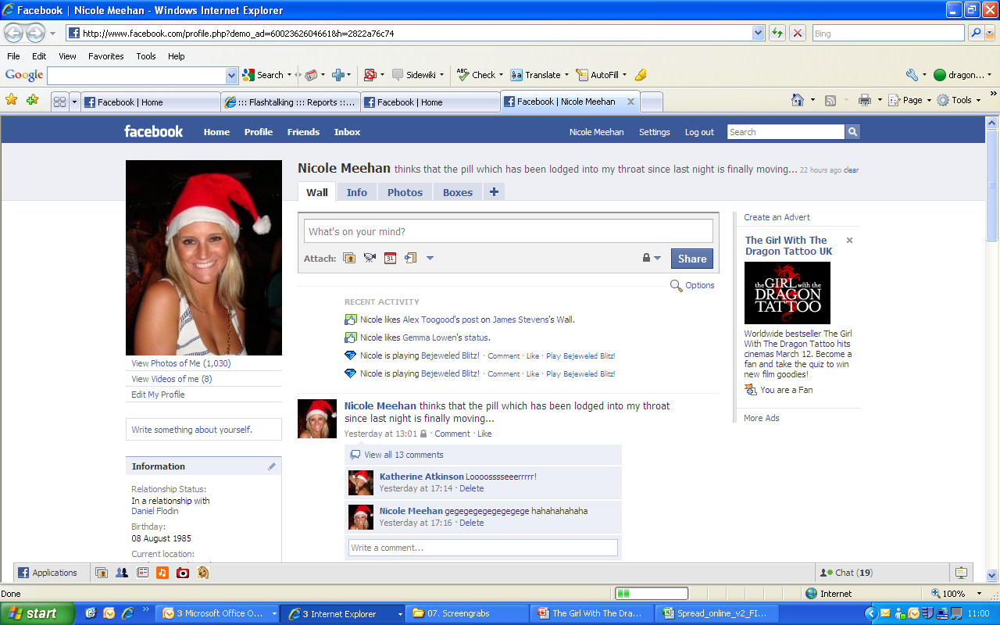 Facebook | Nicole Meehan - Windows Internet Explorer
http://www.facebook.com/profile.php?demo_ad=6002362604661&h=2822a76c74
Bing
File Edit View Favorites Tools Help
Google Search Sidewiki Check Translate AutoFill dragon...
Facebook | Home ::: Flashtalking ::: Reports ::... Facebook | Home Facebook | Nicole Meehan Page Tools
facebook Home Profile Friends Inbox Nicole Meehan Settings Log out Search
Nicole Meehan thinks that the pill which has been lodged into my throat since last night is finally moving... 22 hours ago clear
Wall Info Photos Boxes +
What's on your mind?
Attach: 31 Share
Options
RECENT ACTIVITY
Nicole likes Alex Toogood's post on James Stevens's Wall.
Nicole likes Gemma Lowen's status.
Nicole is playing Bejeweled Blitz! · Comment · Like · Play Bejeweled Blitz!
Nicole is playing Bejeweled Blitz! · Comment · Like · Play Bejeweled Blitz!
Nicole Meehan thinks that the pill which has been lodged into my throat
since last night is finally moving...
Yesterday at 13:01 · Comment · Like
View all 13 comments
Katherine Atkinson Loooosssseeerrrrr!
Yesterday at 17:14 · Delete
Nicole Meehan gegegegegegegegege hahahahahaha
Yesterday at 17:16 · Delete
Write a comment...
View Photos of Me (1,030)
View Videos of me (8)
Edit My Profile
Write something about yourself.
Information
Relationship Status:
In a relationship with
Daniel Flodin
Birthday:
08 August 1985
Current location:
Create an Advert
The Girl With The
Dragon Tattoo UK
the GIRL with the
DRAGON
TATTOO
Worldwide bestseller The Girl
With The Dragon Tattoo hits
cinemas March 12. Become a
fan and take the quiz to win
new film goodies!
You are a Fan
More Ads
Applications Chat (19)
Done Internet 100%
start 3 Microsoft Office O... 3 Internet Explorer 07. Screengrabs The Girl With The Dra... Spread_online_v2_FI... 11:00